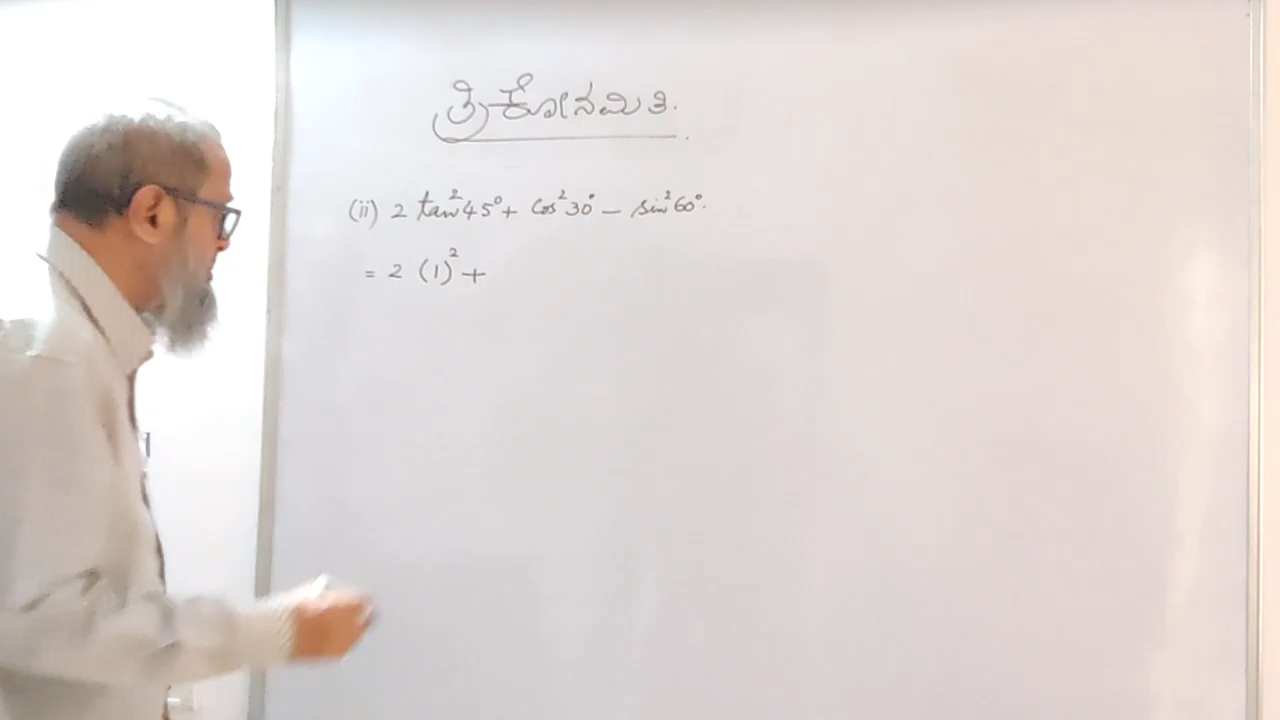 ತ್ರಿಕೋನಮಿತಿ.
(ii) 2 tan²45° + cos²30° – sin²60°.
= 2 (1)² +